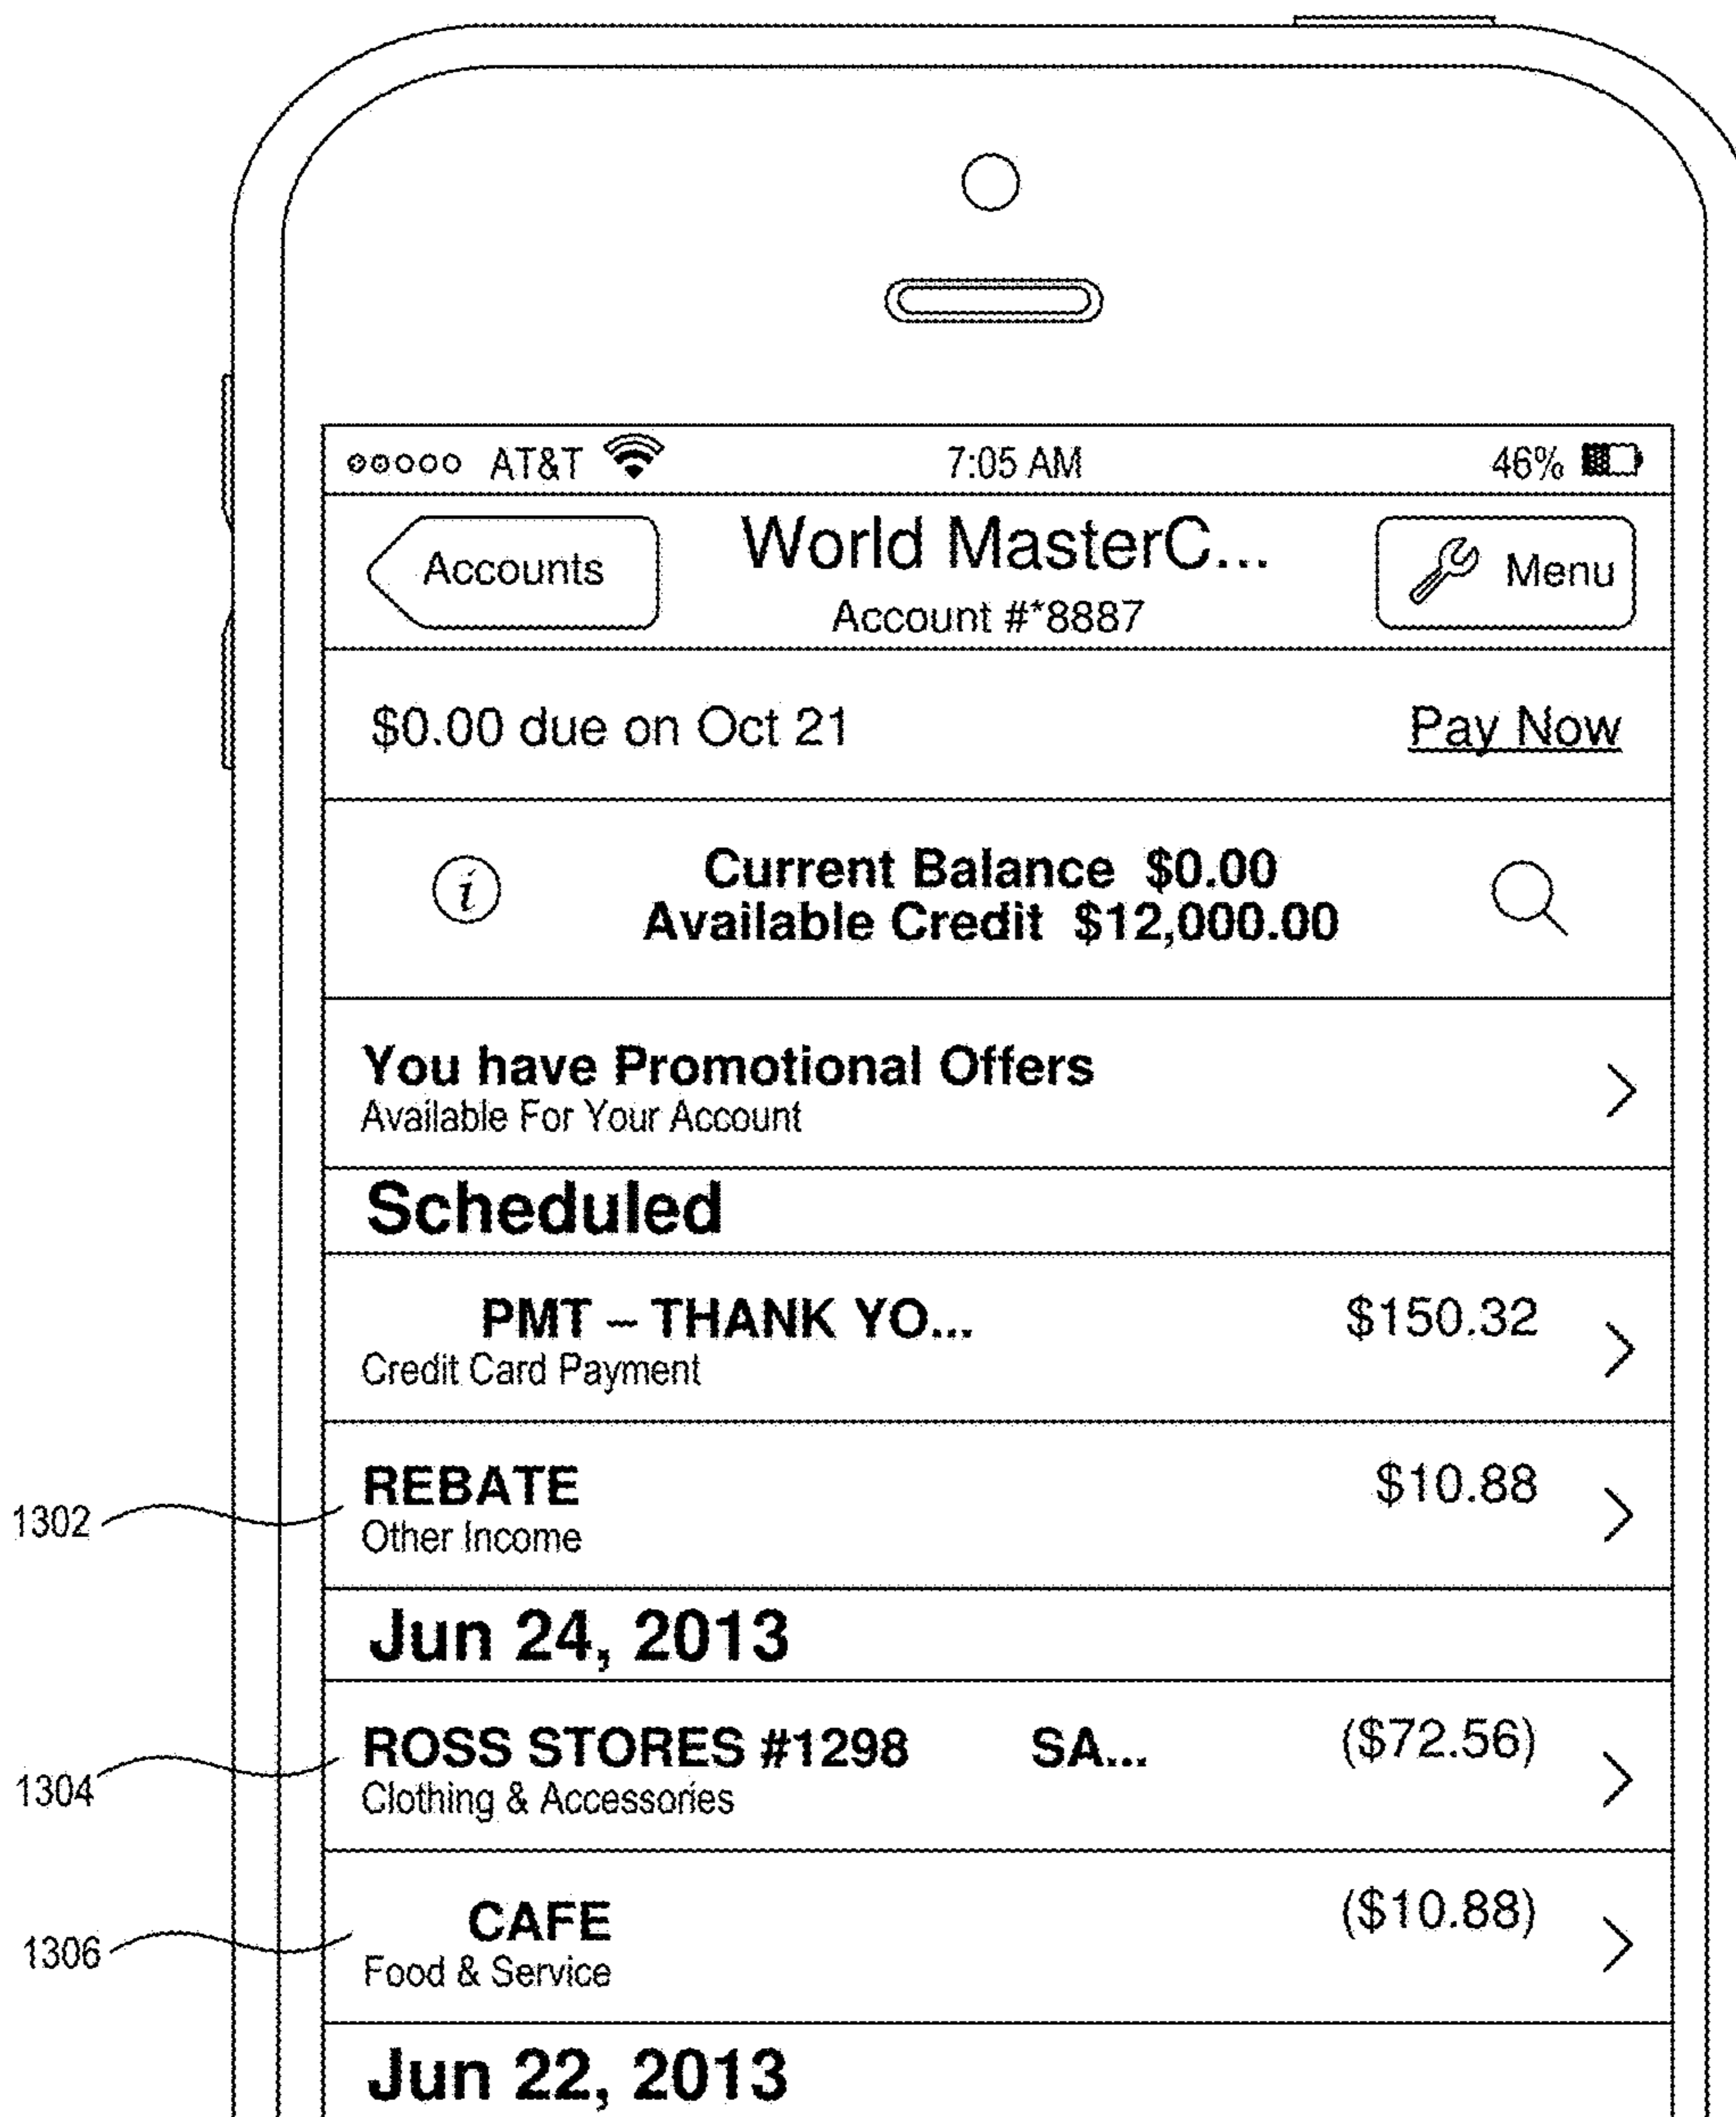 AT&T 7:05 AM 46%
Accounts World MasterC... Menu
Account #*8887
$0.00 due on Oct 21 Pay Now
i Current Balance $0.00
Available Credit $12,000.00
You have Promotional Offers
Available For Your Account
Scheduled
PMT – THANK YO... $150.32
Credit Card Payment
REBATE $10.88
1302
Other Income
Jun 24, 2013
ROSS STORES #1298 SA... ($72.56)
1304
Clothing & Accessories
CAFE ($10.88)
1306
Food & Service
Jun 22, 2013